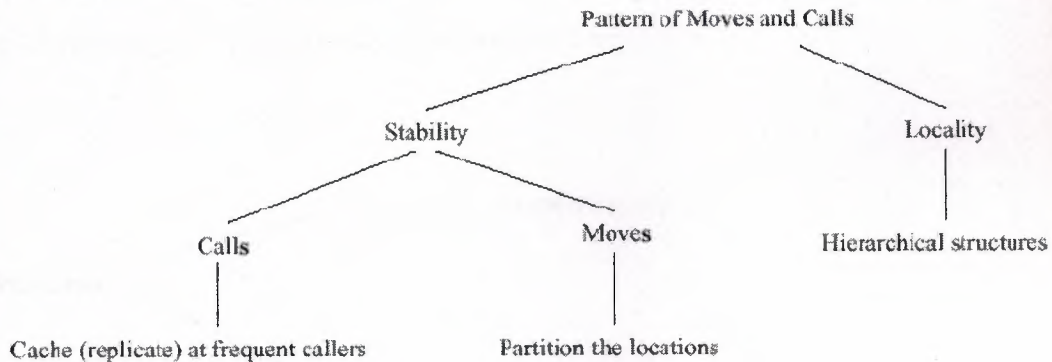 Pattern of Moves and Calls
Stability
Locality
Calls
Moves
Hierarchical structures
Cache (replicate) at frequent callers
Partition the locations